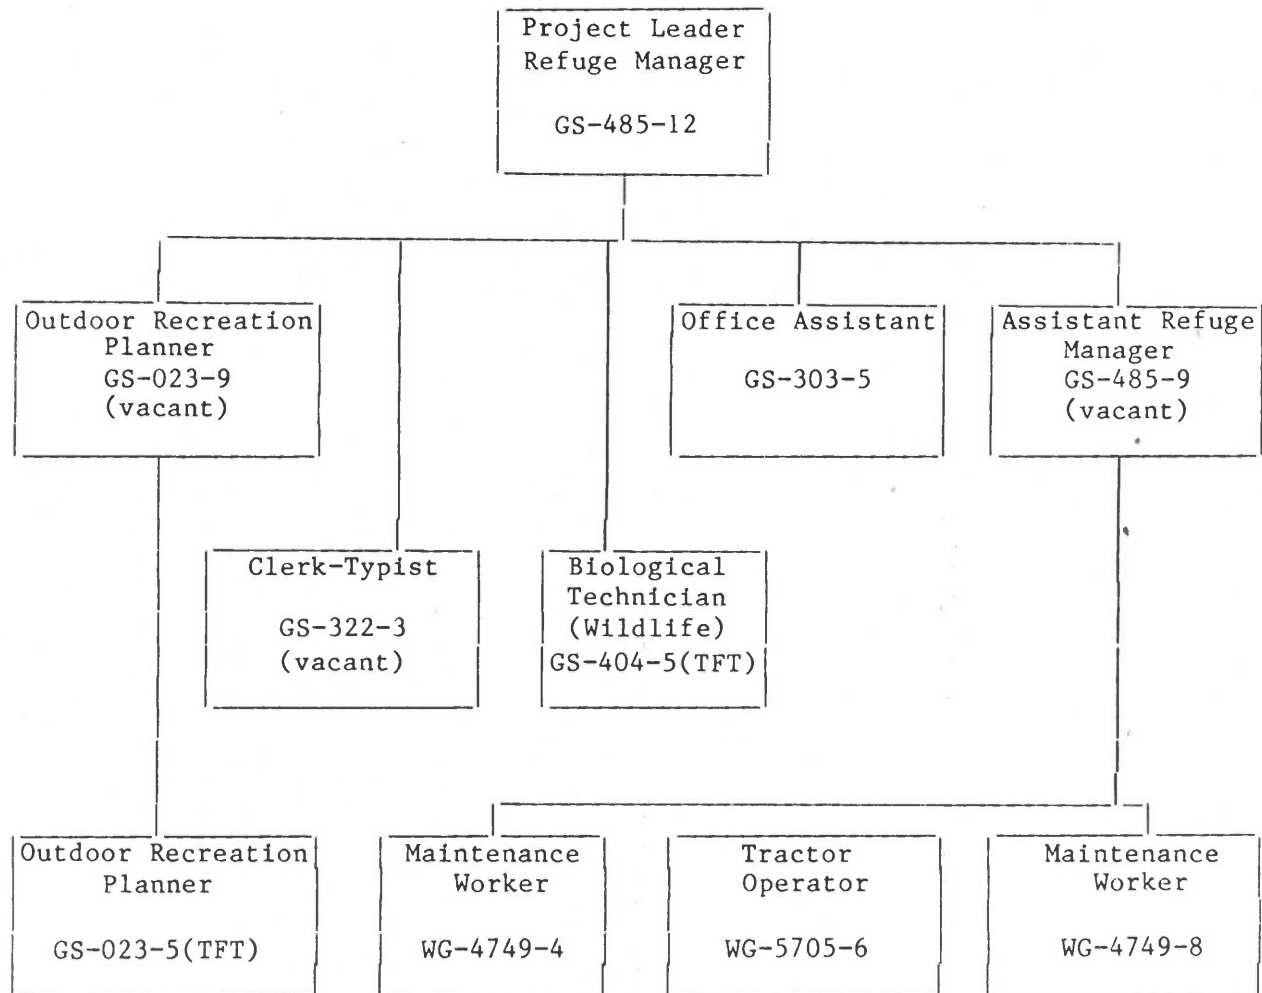 Project Leader
Refuge Manager
GS-485-12
Outdoor Recreation
Planner
GS-023-9
(vacant)
Office Assistant
GS-303-5
Assistant Refuge
Manager
GS-485-9
(vacant)
Clerk-Typist
GS-322-3
(vacant)
Biological
Technician
(Wildlife)
GS-404-5(TFT)
Outdoor Recreation
Planner
GS-023-5(TFT)
Maintenance
Worker
WG-4749-4
Tractor
Operator
WG-5705-6
Maintenance
Worker
WG-4749-8